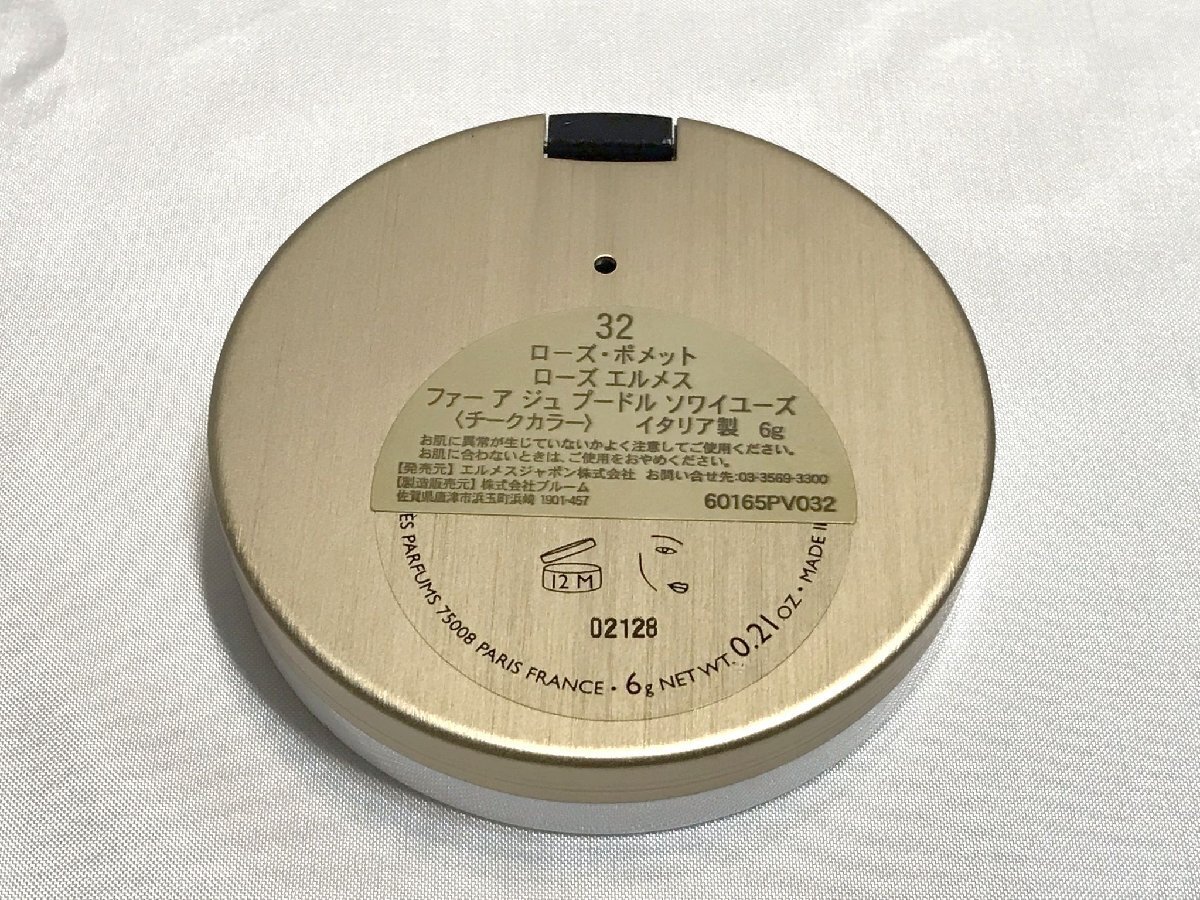 32
ローズ・ポメット
ローズ エルメス
ファー ア ジュ プードル ソワイユーズ
〈チークカラー〉 イタリア製 6g
お肌に異常が生じていないかよく注意してご使用ください。
お肌に合わないときは、ご使用をおやめください。
【発売元】エルメスジャポン株式会社 お問い合せ先:03-3569-3300
【製造販売元】株式会社ブルーム
佐賀県唐津市浜玉町浜崎 1901-457
60165PV032
12 M
02128
ÈS PARFUMS 75008 PARIS FRANCE · 6g NET WT. 0.21 OZ · MADE I